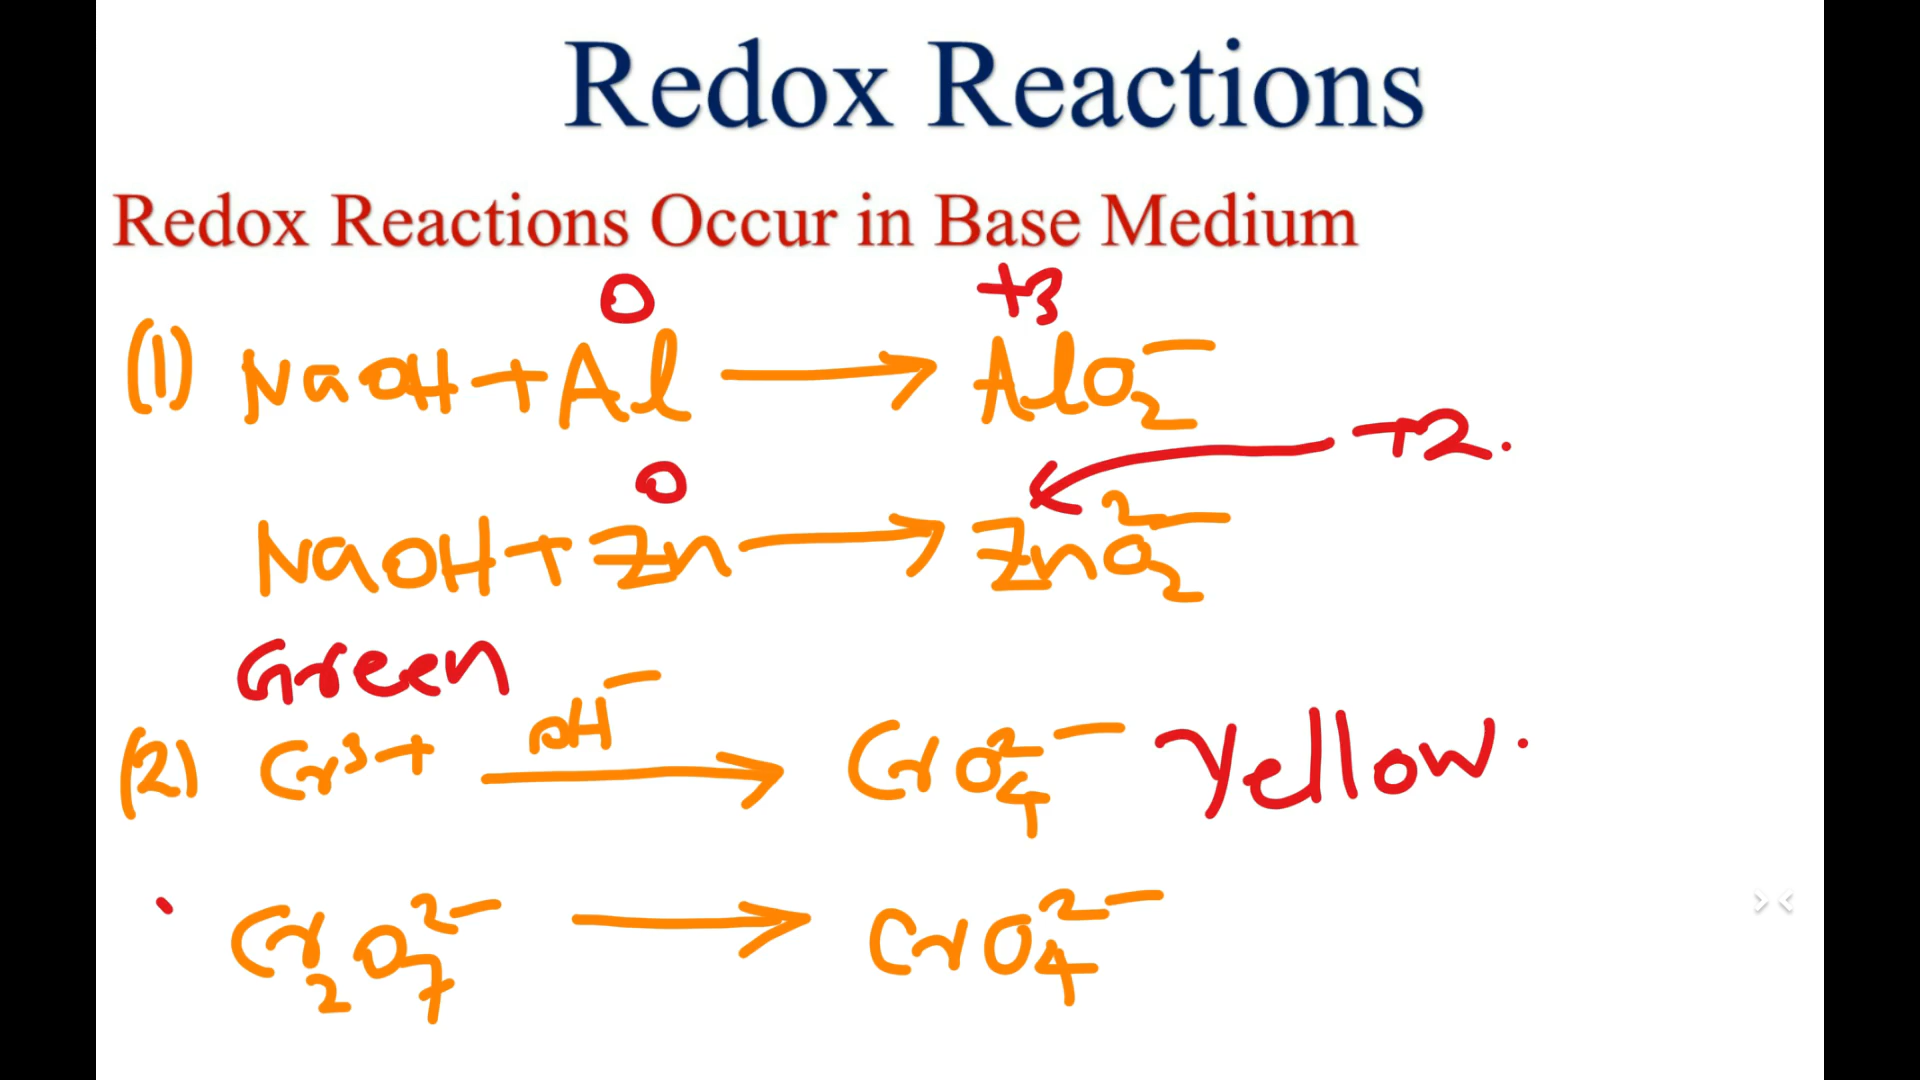 Redox Reactions
Redox Reactions Occur in Base Medium
0 +3
(1) NaOH + Al ⟶ AlO₂⁻
0 +2.
NaOH + Zn ⟶ ZnO₂²⁻
Green
(2) Cr³⁺ OH⁻ ⟶ CrO₄²⁻ Yellow.
Cr₂O₇²⁻ ⟶ CrO₄²⁻